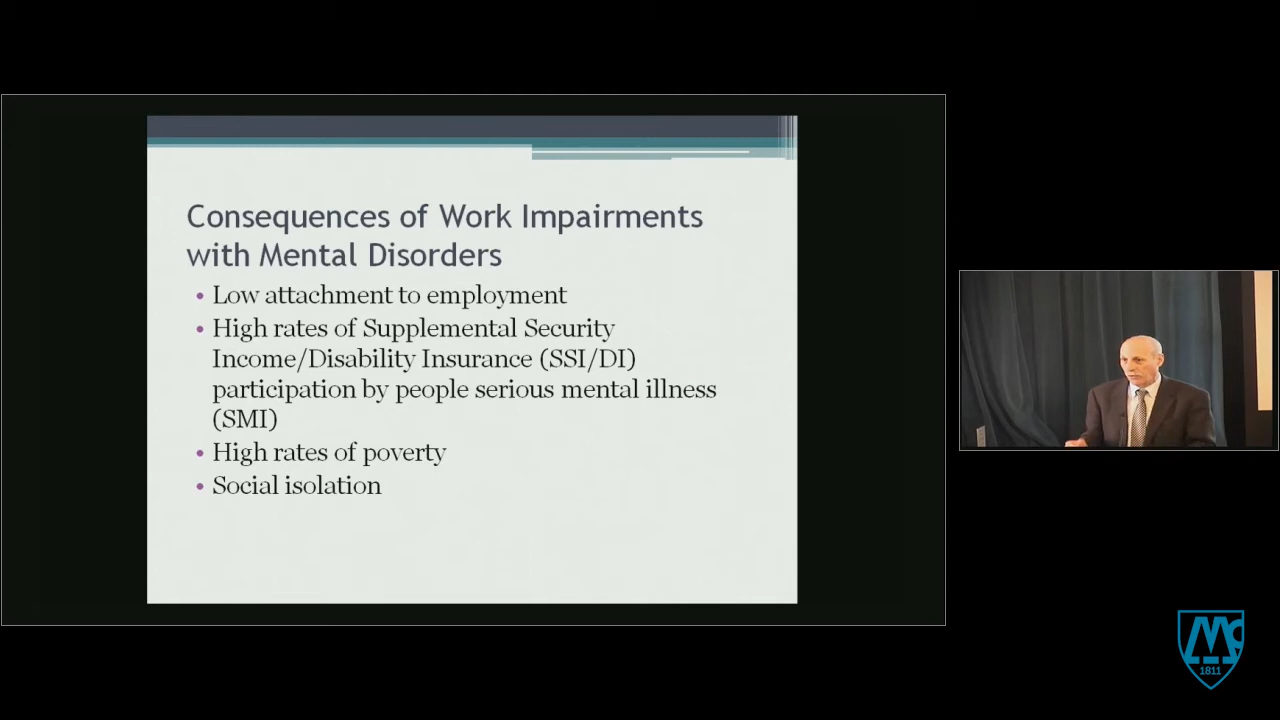 Consequences of Work Impairments
with Mental Disorders
• Low attachment to employment
• High rates of Supplemental Security
Income/Disability Insurance (SSI/DI)
participation by people serious mental illness
(SMI)
• High rates of poverty
• Social isolation
Mc
1811